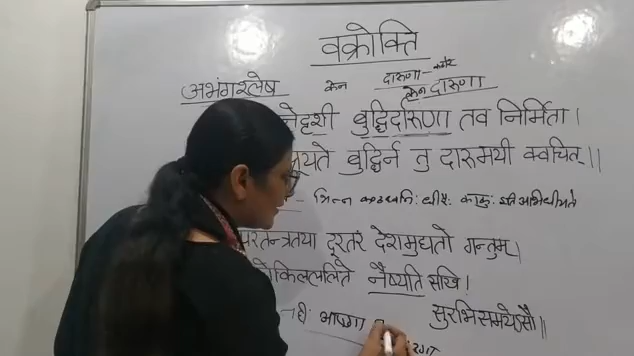 वक्रोक्ति
अभंगश्लेष केन दारुणा - कठोर
केन दारुणा
नेदृशी बुद्धिर्दारुणा तव निर्मिता।
बुद्धिर्न तु दारुमयी क्वचित्॥
- भिन्न कण्ठध्वनिः धीरैः काकुः इति अभिधीयते
परतन्त्रतया दूरतरं देशमुद्यतो गन्तुम्।
कोकिलललिते नैष्यति सखि!
सुरभिसमयेऽसौ॥